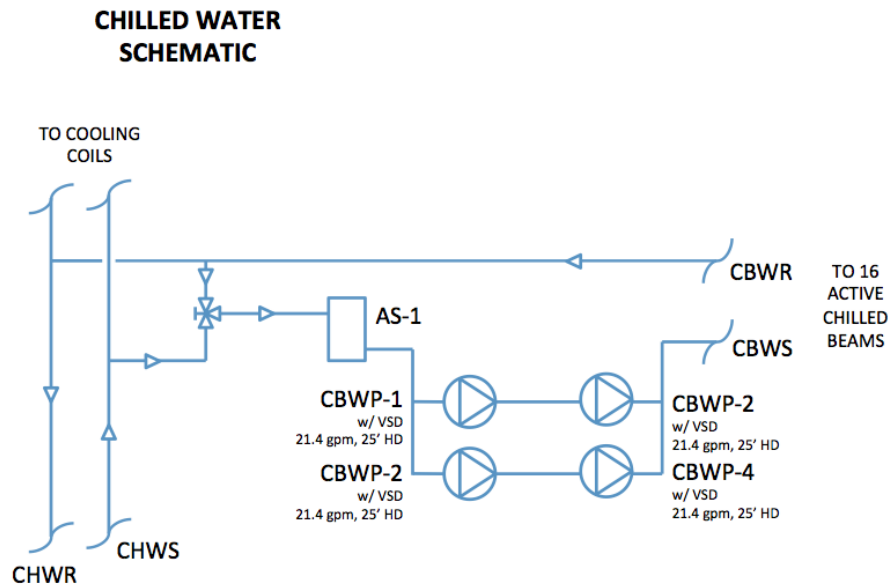 CHILLED WATER
SCHEMATIC
TO COOLING
COILS
CBWR
TO 16
ACTIVE
CHILLED
BEAMS
AS-1
CBWS
CBWP-1
w/ VSD
21.4 gpm, 25’ HD
CBWP-2
w/ VSD
21.4 gpm, 25’ HD
CBWP-2
w/ VSD
21.4 gpm, 25’ HD
CBWP-4
w/ VSD
21.4 gpm, 25’ HD
CHWR
CHWS